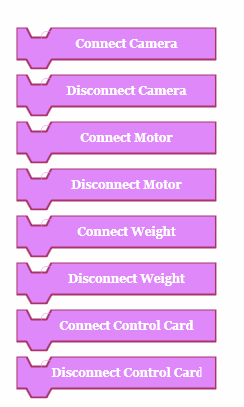 Connect Camera
Disconnect Camera
Connect Motor
Disconnect Motor
Connect Weight
Disconnect Weight
Connect Control Card
Disconnect Control Card